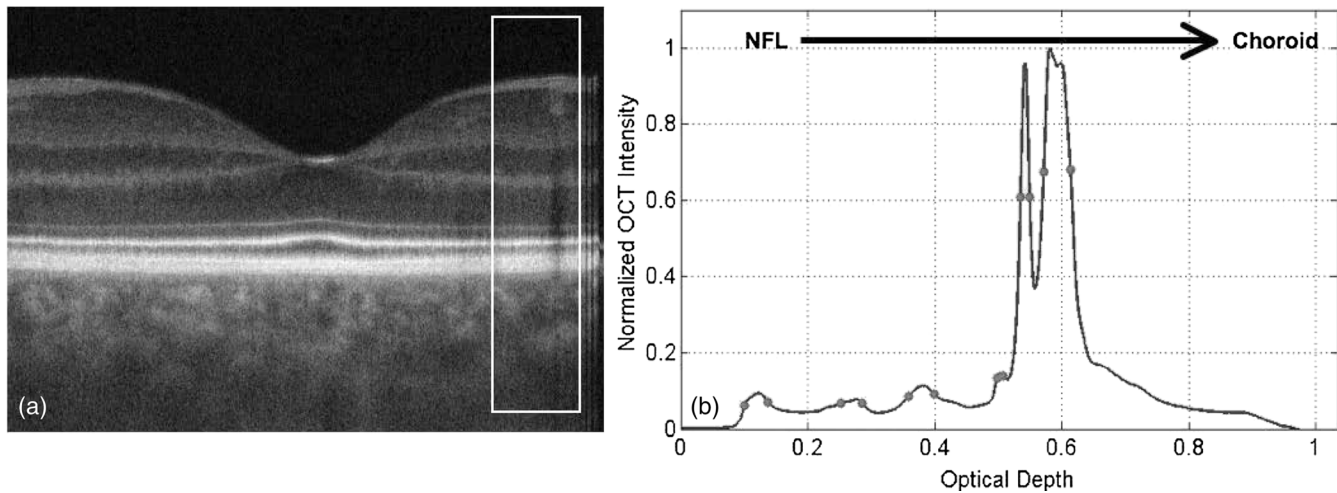 (a)
NFL
Choroid
1
0.8
0.6
0.4
0.2
0
Normalized OCT Intensity
(b)
0 0.2 0.4 0.6 0.8 1
Optical Depth